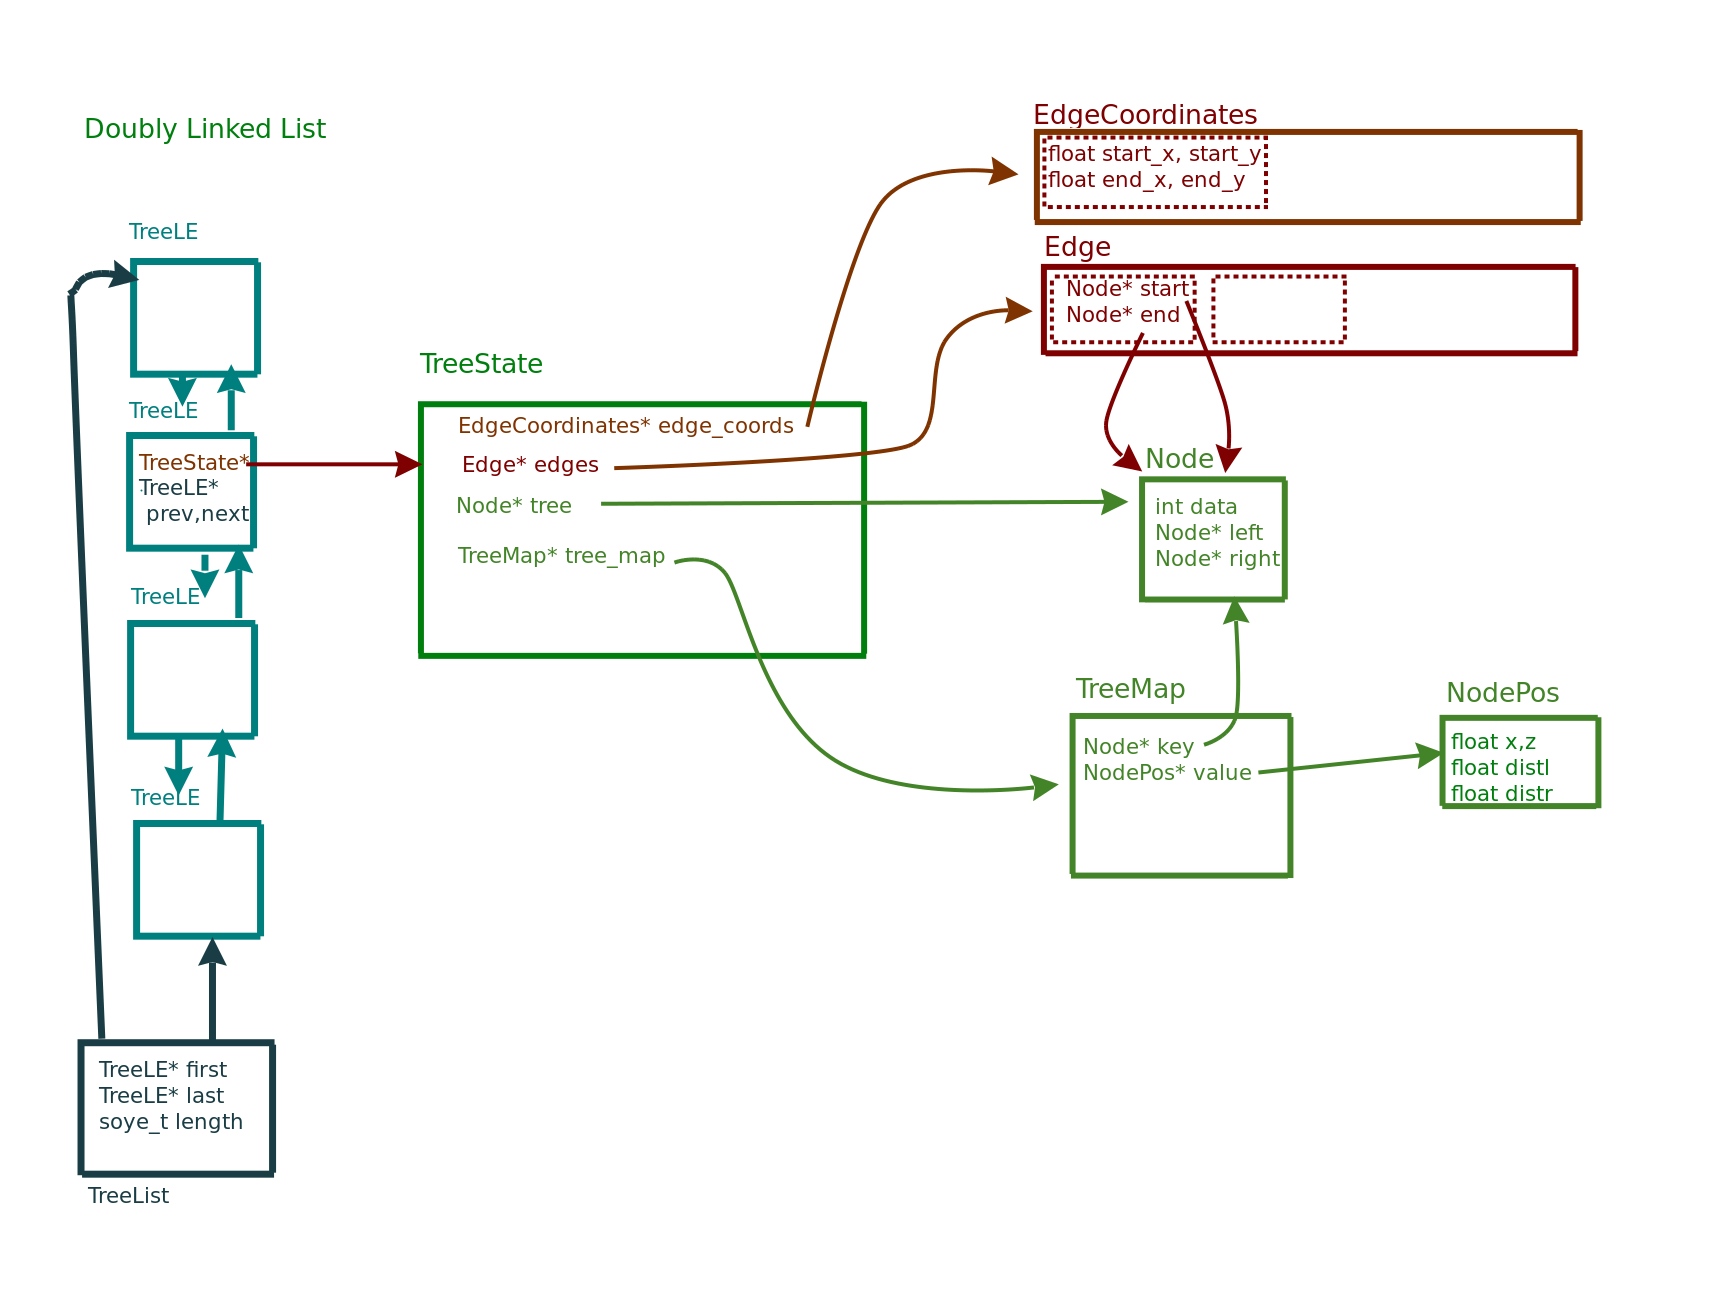 Doubly Linked List
TreeLE
TreeLE
TreeState*
TreeLE*
prev,next
TreeLE
TreeLE
TreeLE* first
TreeLE* last
soye_t length
TreeList
TreeState
EdgeCoordinates* edge_coords
Edge* edges
Node* tree
TreeMap* tree_map
EdgeCoordinates
float start_x, start_y
float end_x, end_y
Edge
Node* start
Node* end
Node
int data
Node* left
Node* right
TreeMap
Node* key
NodePos* value
NodePos
float x,z
float distl
float distr